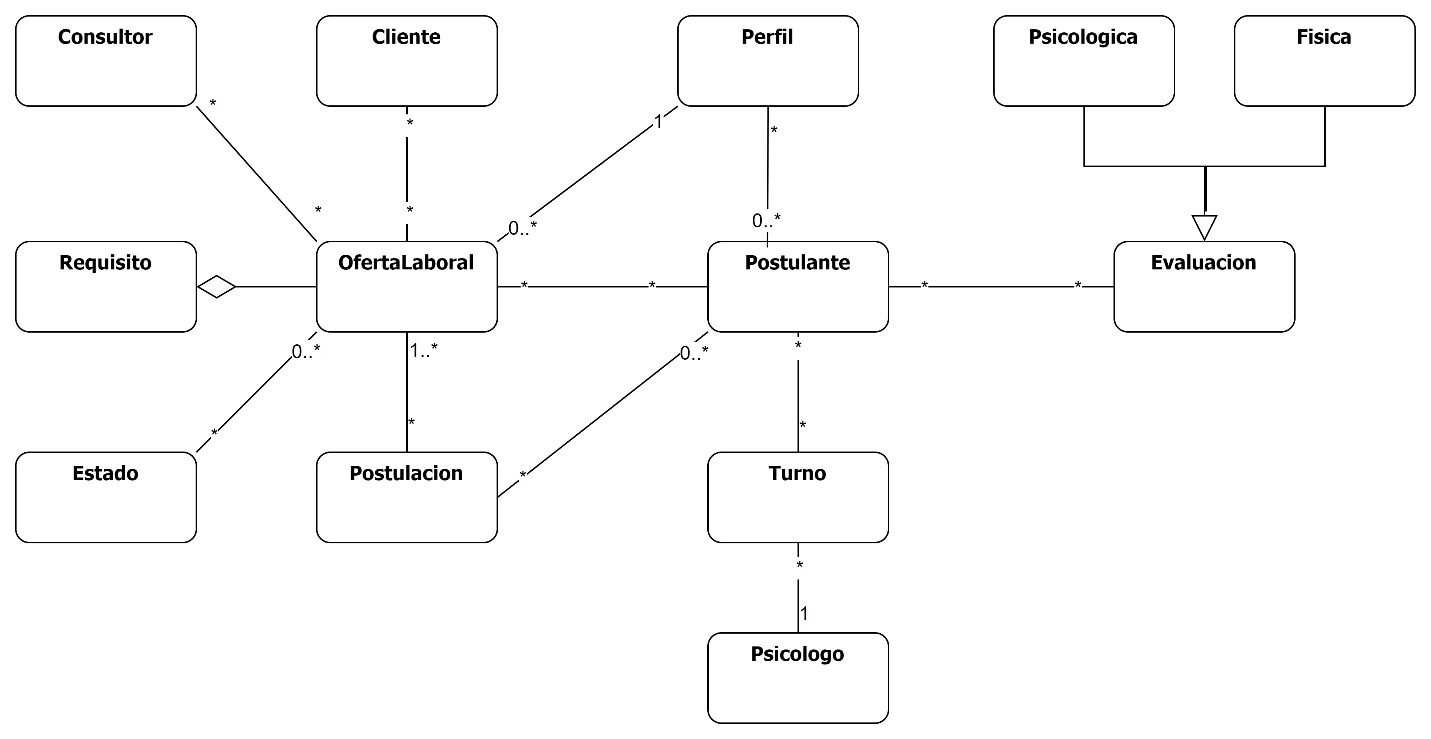 Consultor
Cliente
Perfil
Psicologica
Fisica
*
*
1
*
*
*
0..*
0..*
Requisito
OfertaLaboral
Postulante
Evaluacion
*
*
*
*
0..*
1..*
0..*
*
*
*
*
*
Estado
Postulacion
Turno
*
1
Psicologo